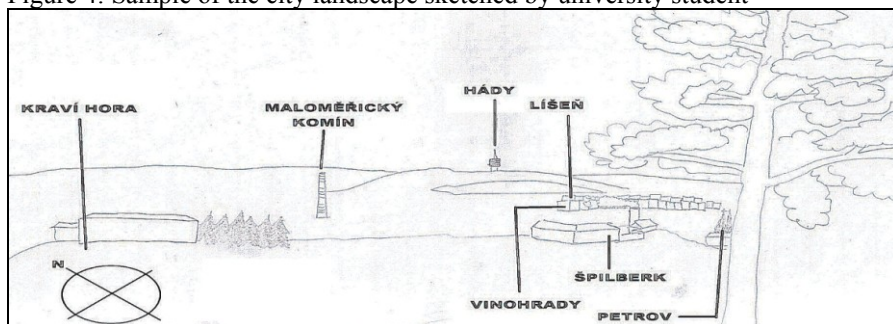 Figure 4. Sample of the city landscape sketched by university student
HÁDY
KRAVÍ HORA
MALOMĚŘICKÝ
KOMÍN
LÍŠEŇ
N
ŠPILBERK
VINOHRADY
PETROV